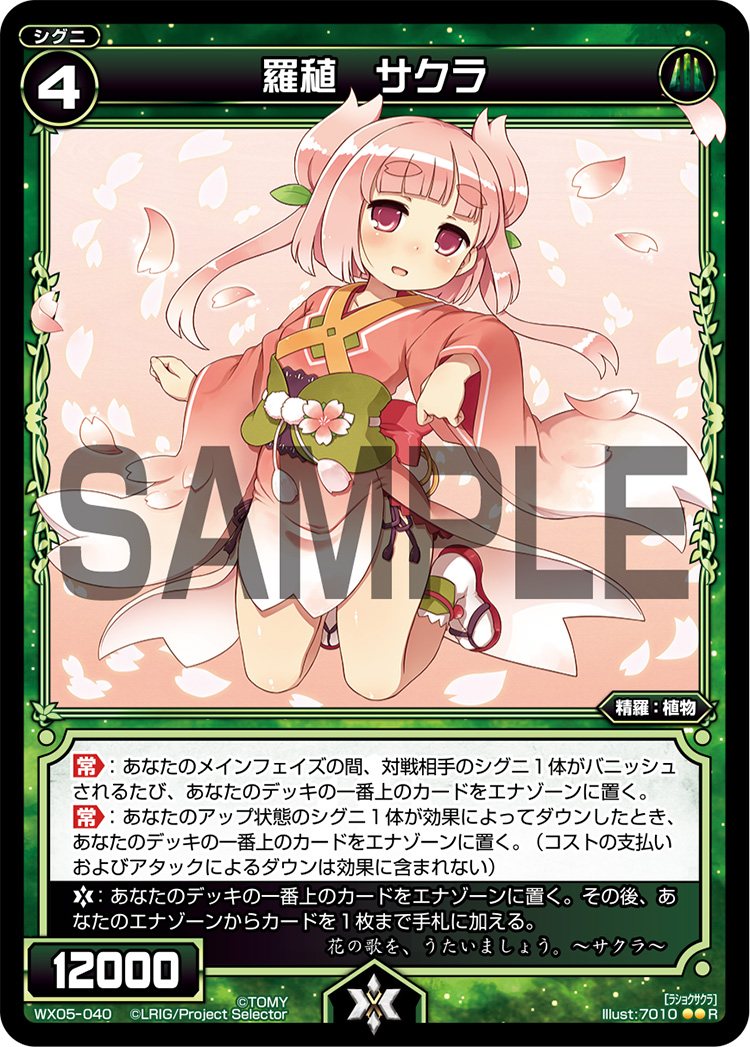 シグニ
4
羅植 サクラ
SAMPLE
精羅：植物
常：あなたのメインフェイズの間、対戦相手のシグニ１体がバニッシュ
されるたび、あなたのデッキの一番上のカードをエナゾーンに置く。
常：あなたのアップ状態のシグニ１体が効果によってダウンしたとき、
あなたのデッキの一番上のカードをエナゾーンに置く。（コストの支払い
およびアタックによるダウンは効果に含まれない）
：あなたのデッキの一番上のカードをエナゾーンに置く。その後、あ
なたのエナゾーンからカードを１枚まで手札に加える。
花の歌を、うたいましょう。～サクラ～
12000
WX05-040 ©LRIG/Project Selector
©TOMY
[ラショクサクラ]
Illust:7010 R